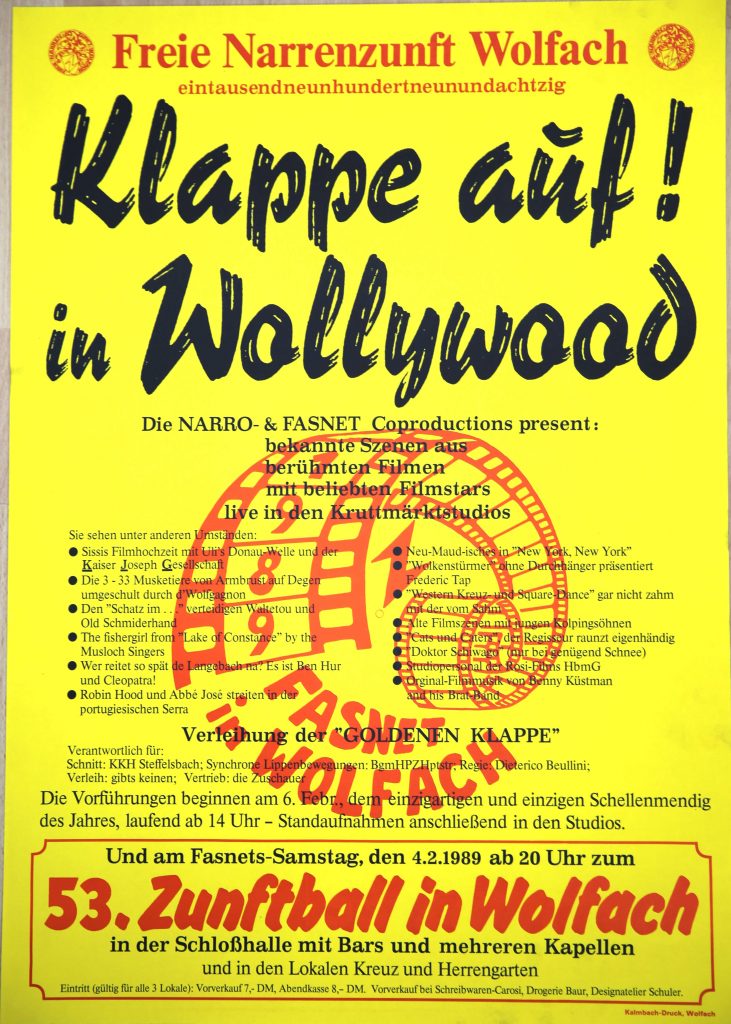 Freie Narrenzunft Wolfach
eintausendneunhundertneunundachtzig
Klappe auf!
in Wollywood
Die NARRO- & FASNET Coproductions present:
bekannte Szenen aus
berühmten Filmen
mit beliebten Filmstars
live in den Kruttmärktstudios
Sie sehen unter anderen Umständen:
● Sissis Filmhochzeit mit Uli's Donau-Welle und der
Kaiser Joseph Gesellschaft
● Die 3 - 33 Musketiere von Armbrust auf Degen
umgeschult durch d'Wolfgagnon
● Den "Schatz im . . ." verteidigen Waltetou und
Old Schmiderhand
● The fishergirl from "Lake of Constance" by the
Musloch Singers
● Wer reitet so spät de Langebach na? Es ist Ben Hur
und Cleopatra!
● Robin Hood und Abbé José streiten in der
portugiesischen Serra
● Neu-Maud-isches in "New York, New York"
● "Wolkenstürmer" ohne Durchhänger präsentiert
Frederic Tap
● "Western Kreuz- und Square-Dance" gar nicht zahm
mit der vom Sahm
● Alte Filmszenen mit jungen Kolpingsöhnen
● "Cats und Caters", der Regisseur raunzt eigenhändig
● "Doktor Schiwago" (nur bei genügend Schnee)
● Studiopersonal der Rosi-Films HbmG
● Orginal-Filmmusik von Benny Küstman
and his Brat-Band
1989
FASNET
in WOLFACH
Verleihung der "GOLDENEN KLAPPE"
Verantwortlich für:
Schnitt: KKH Steffelsbach; Synchrone Lippenbewegungen: BgmHPZHptstr; Regie: Dieterico Beullini;
Verleih: gibts keinen; Vertrieb: die Zuschauer
Die Vorführungen beginnen am 6. Febr., dem einzigartigen und einzigen Schellenmendig
des Jahres, laufend ab 14 Uhr – Standaufnahmen anschließend in den Studios.
Und am Fasnets-Samstag, den 4.2.1989 ab 20 Uhr zum
53. Zunftball in Wolfach
in der Schloßhalle mit Bars und mehreren Kapellen
und in den Lokalen Kreuz und Herrengarten
Eintritt (gültig für alle 3 Lokale): Vorverkauf 7,- DM, Abendkasse 8,– DM. Vorverkauf bei Schreibwaren-Carosi, Drogerie Baur, Designatelier Schuler.
Kalmbach-Druck, Wolfach